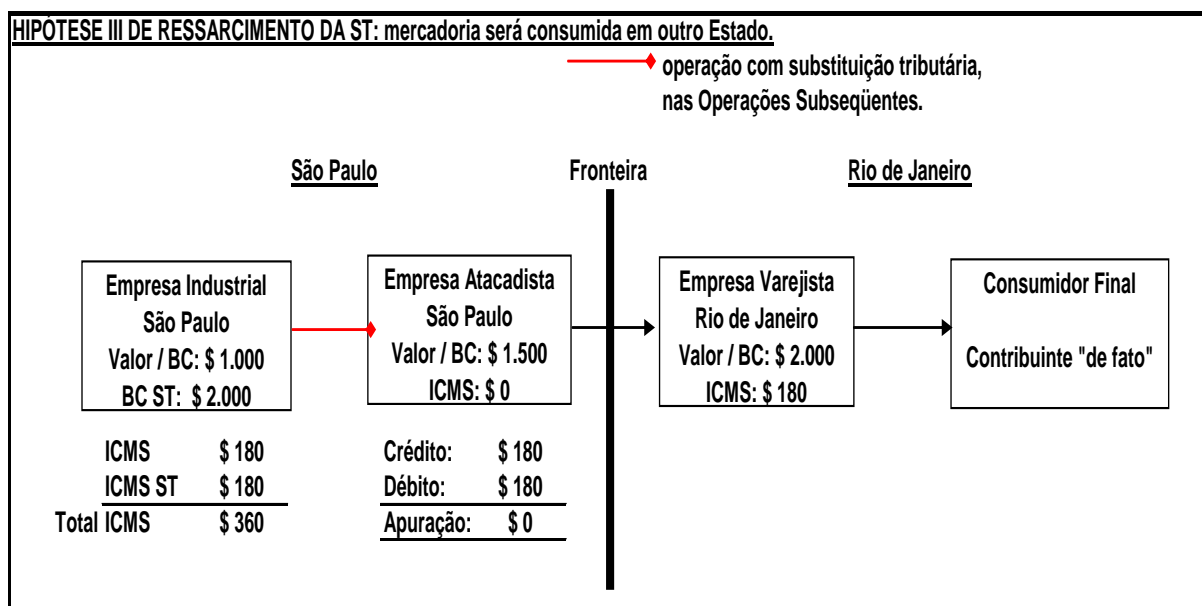 HIPÓTESE III DE RESSARCIMENTO DA ST: mercadoria será consumida em outro Estado.
operação com substituição tributária,
nas Operações Subseqüentes.
São Paulo
Fronteira
Rio de Janeiro
Empresa Industrial
São Paulo
Valor / BC: $ 1.000
BC ST: $ 2.000
Empresa Atacadista
São Paulo
Valor / BC: $ 1.500
ICMS: $ 0
Empresa Varejista
Rio de Janeiro
Valor / BC: $ 2.000
ICMS: $ 180
Consumidor Final
Contribuinte "de fato"
ICMS $ 180
ICMS ST $ 180
Total ICMS $ 360
Crédito: $ 180
Débito: $ 180
Apuração: $ 0